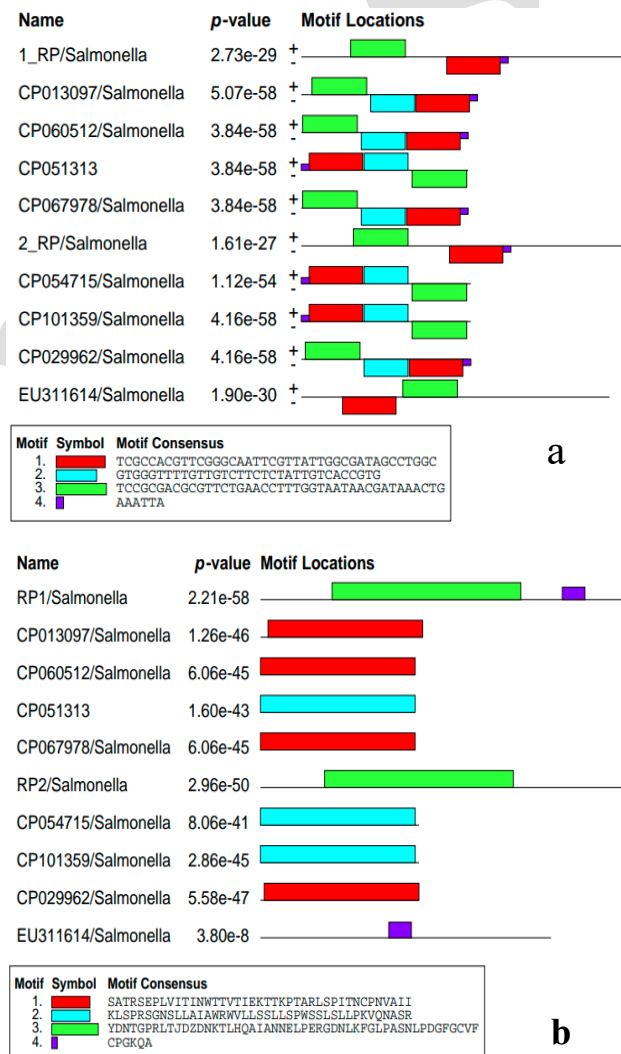 Name p-value Motif Locations
1_RP/Salmonella 2.73e-29 + -
CP013097/Salmonella 5.07e-58 + -
CP060512/Salmonella 3.84e-58 + -
CP051313 3.84e-58 + -
CP067978/Salmonella 3.84e-58 + -
2_RP/Salmonella 1.61e-27 + -
CP054715/Salmonella 1.12e-54 + -
CP101359/Salmonella 4.16e-58 + -
CP029962/Salmonella 4.16e-58 + -
EU311614/Salmonella 1.90e-30 + -
Motif Symbol Motif Consensus
1. TCGCCACGTTCGGGCAATTCGTTATTGGCGATAGCCTGGC
2. GTGGGTTTTGTTGTCTTCTCTATTGTCACCGTG
3. TCCGCGACGCGTTCTGAACCTTTGGTAATAACGATAAACTG
4. AAATTA
a
Name p-value Motif Locations
RP1/Salmonella 2.21e-58
CP013097/Salmonella 1.26e-46
CP060512/Salmonella 6.06e-45
CP051313 1.60e-43
CP067978/Salmonella 6.06e-45
RP2/Salmonella 2.96e-50
CP054715/Salmonella 8.06e-41
CP101359/Salmonella 2.86e-45
CP029962/Salmonella 5.58e-47
EU311614/Salmonella 3.80e-8
Motif Symbol Motif Consensus
1. SATRSEPLVITINWTTVTIEKTTKPTARLSPITNCPNVAII
2. KLSPRSGNSLLAIAWRWVLLSSLLSPWSSLSLLPKVQNASR
3. YDNTGPRLTJDZDNKTLHQAIANNELPERGDNLKFGLPASNLPDGFGCVF
4. CPGKQA
b